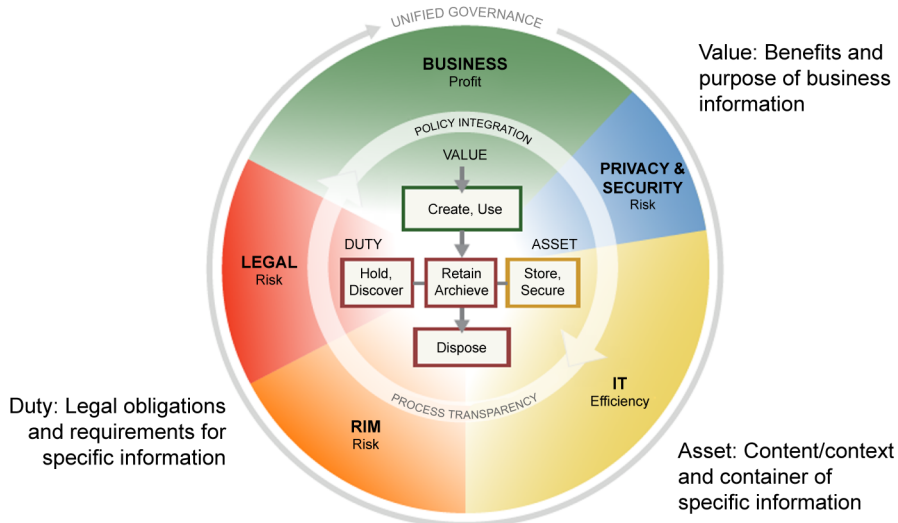 UNIFIED GOVERNANCE
BUSINESS
Profit
Value: Benefits and
purpose of business
information
POLICY INTEGRATION
VALUE
PRIVACY &
SECURITY
Risk
Create, Use
DUTY
ASSET
LEGAL
Risk
Hold,
Discover
Retain
Archieve
Store,
Secure
Dispose
IT
Efficiency
PROCESS TRANSPARENCY
RIM
Risk
Duty: Legal obligations
and requirements for
specific information
Asset: Content/context
and container of
specific information